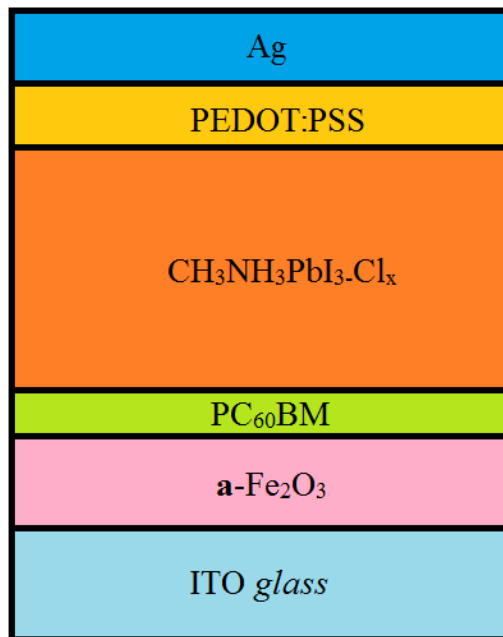 Ag
PEDOT:PSS
CH₃NH₃PbI₃-Clₓ
PC₆₀BM
a-Fe₂O₃
ITO glass